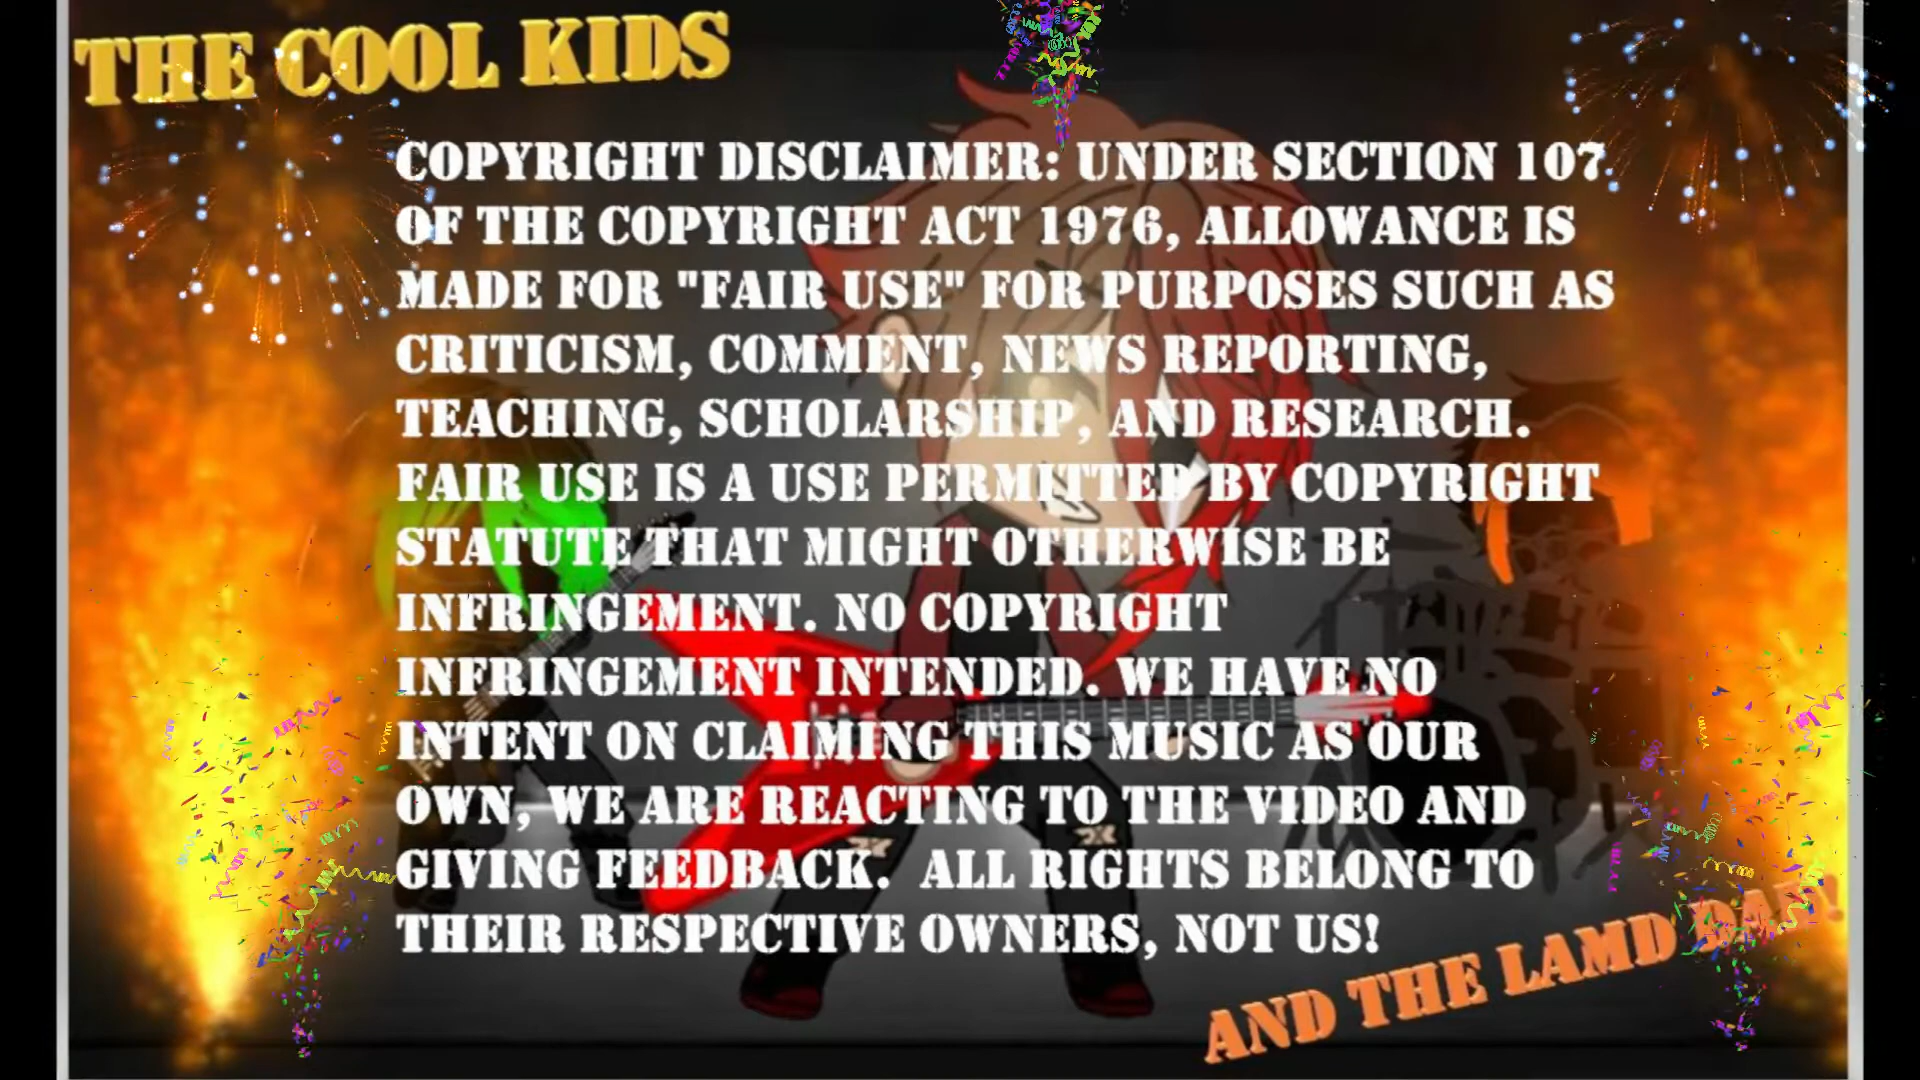 THE COOL KIDS
COPYRIGHT DISCLAIMER: UNDER SECTION 107
OF THE COPYRIGHT ACT 1976, ALLOWANCE IS
MADE FOR "FAIR USE" FOR PURPOSES SUCH AS
CRITICISM, COMMENT, NEWS REPORTING,
TEACHING, SCHOLARSHIP, AND RESEARCH.
FAIR USE IS A USE PERMITTED BY COPYRIGHT
STATUTE THAT MIGHT OTHERWISE BE
INFRINGEMENT. NO COPYRIGHT
INFRINGEMENT INTENDED. WE HAVE NO
INTENT ON CLAIMING THIS MUSIC AS OUR
OWN, WE ARE REACTING TO THE VIDEO AND
GIVING FEEDBACK. ALL RIGHTS BELONG TO
THEIR RESPECTIVE OWNERS, NOT US!
AND THE LAMD